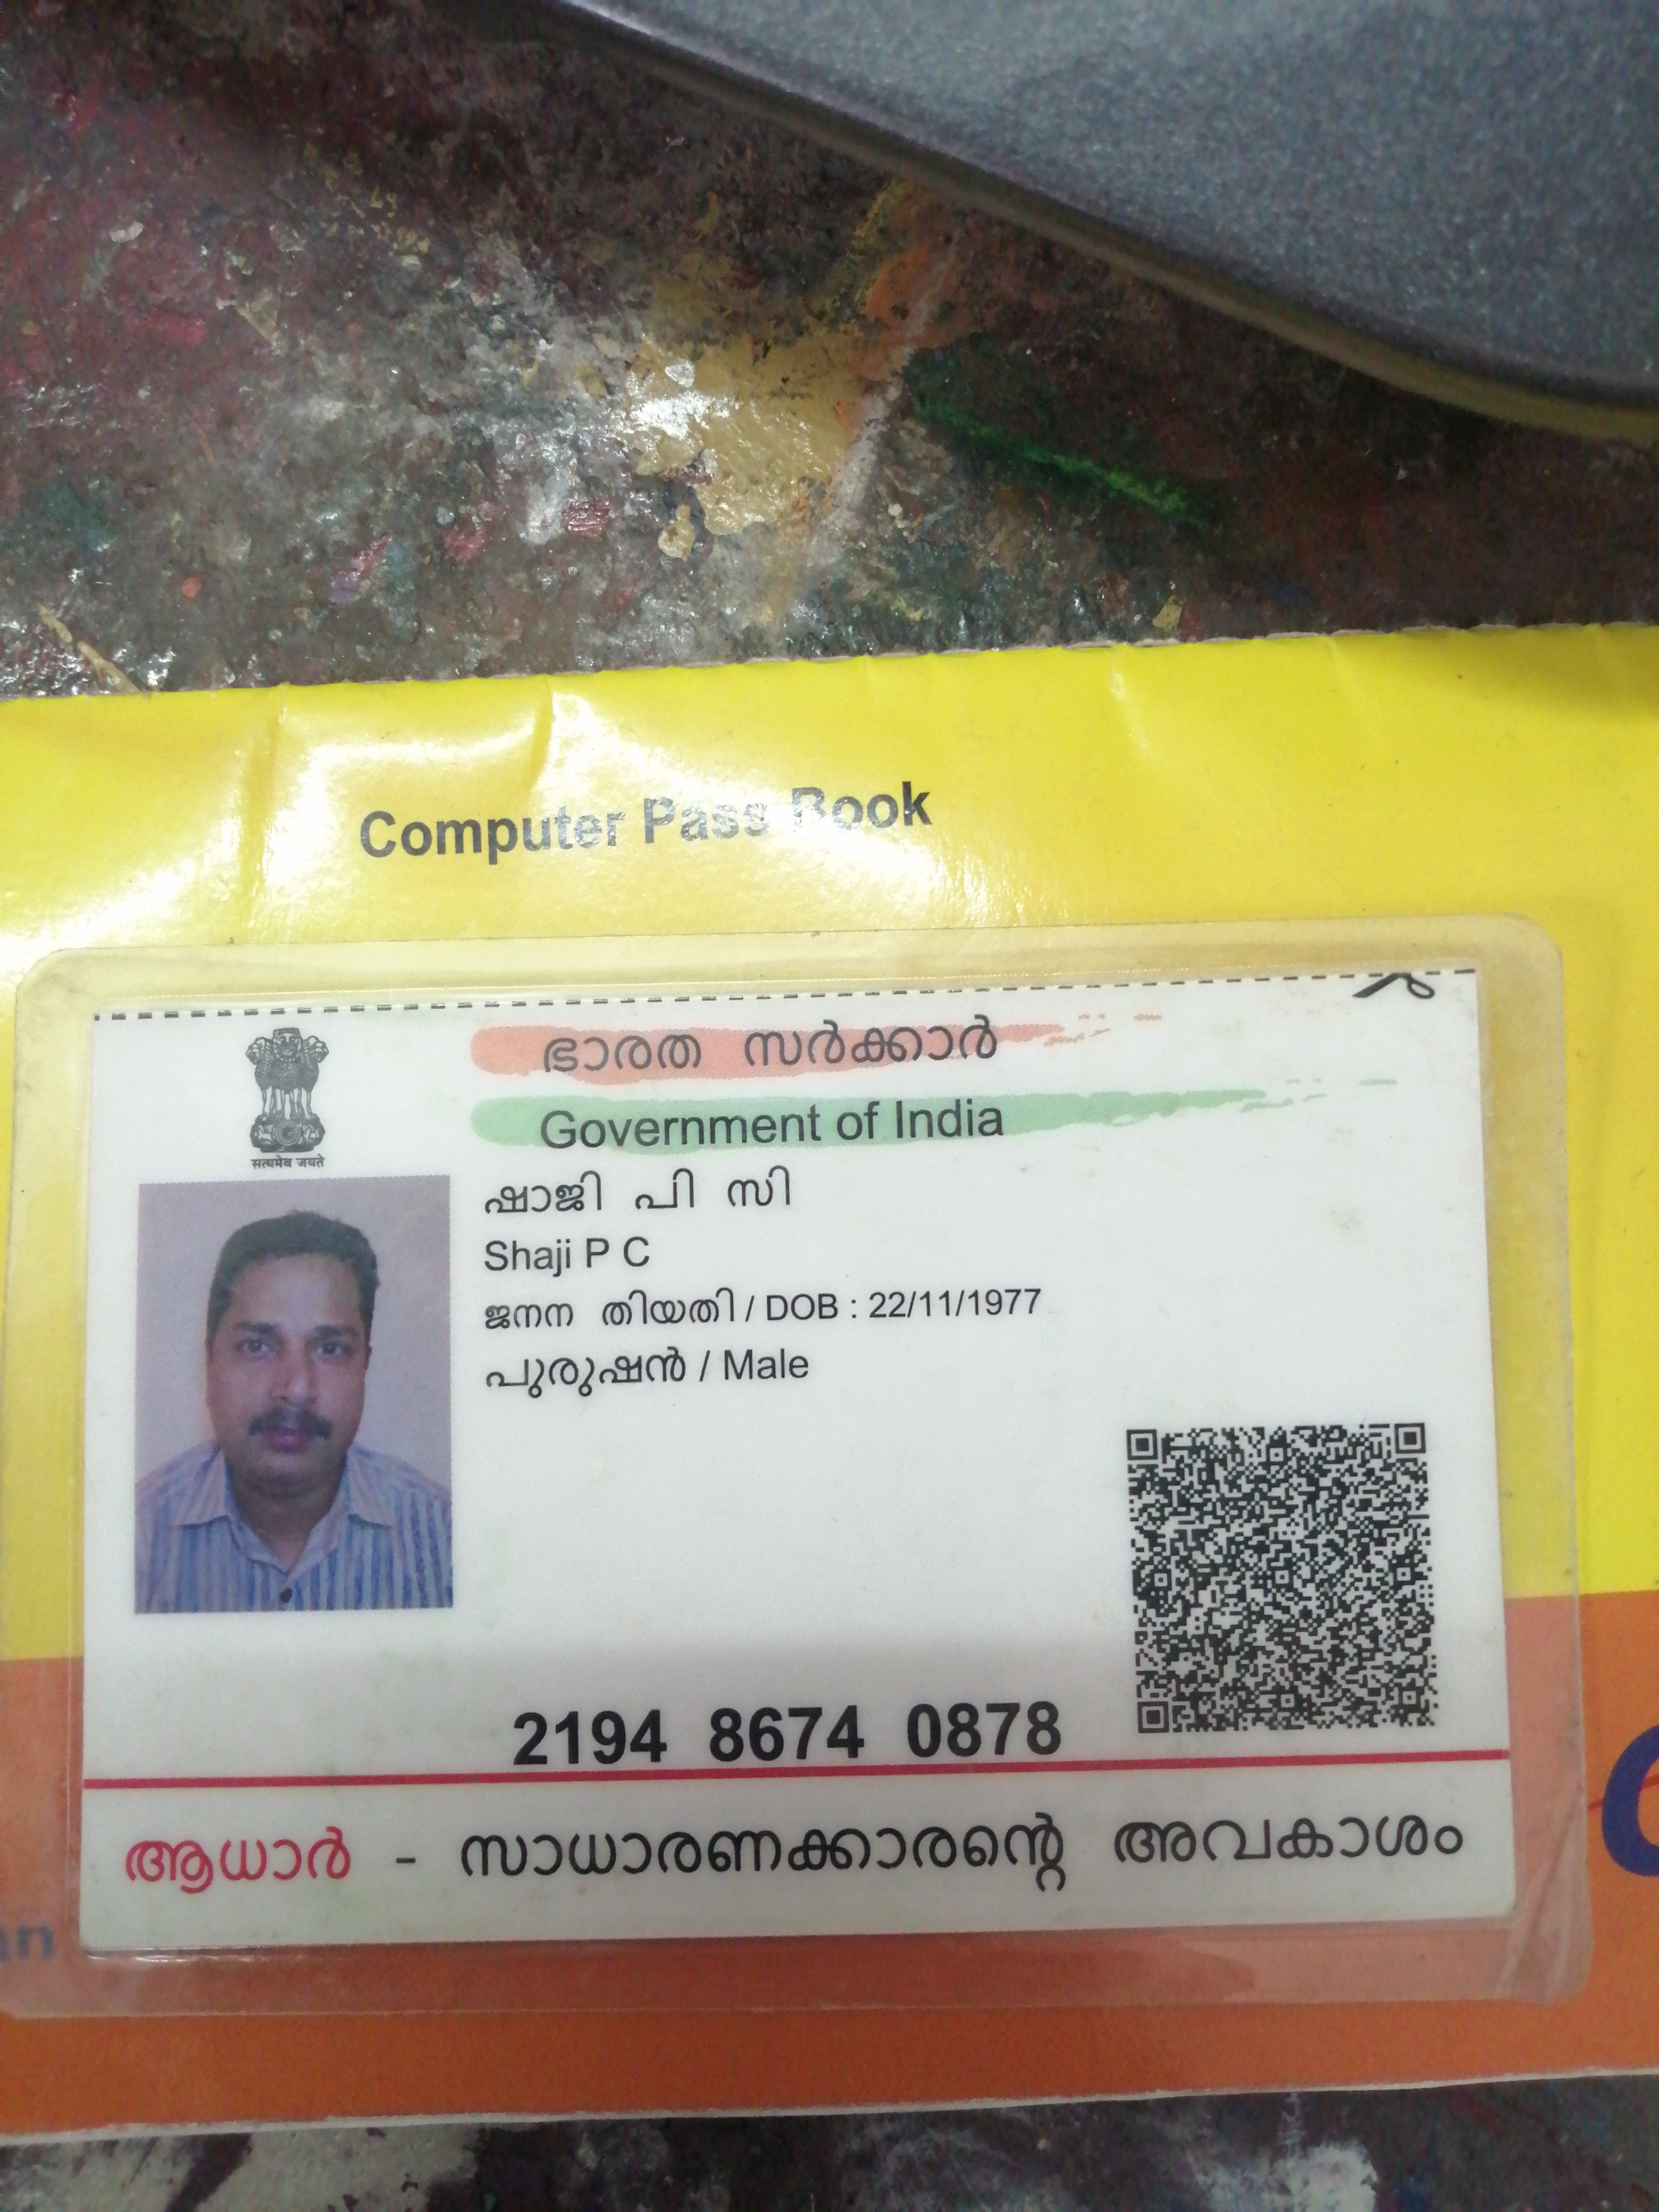 Computer Pass Book
ഭാരത സർക്കാർ
Government of India
सत्यमेव जयते
ഷാജി പി സി
Shaji P C
ജനന തിയതി / DOB : 22/11/1977
പുരുഷൻ / Male
2194 8674 0878
ആധാർ - സാധാരണക്കാരന്റെ അവകാശം